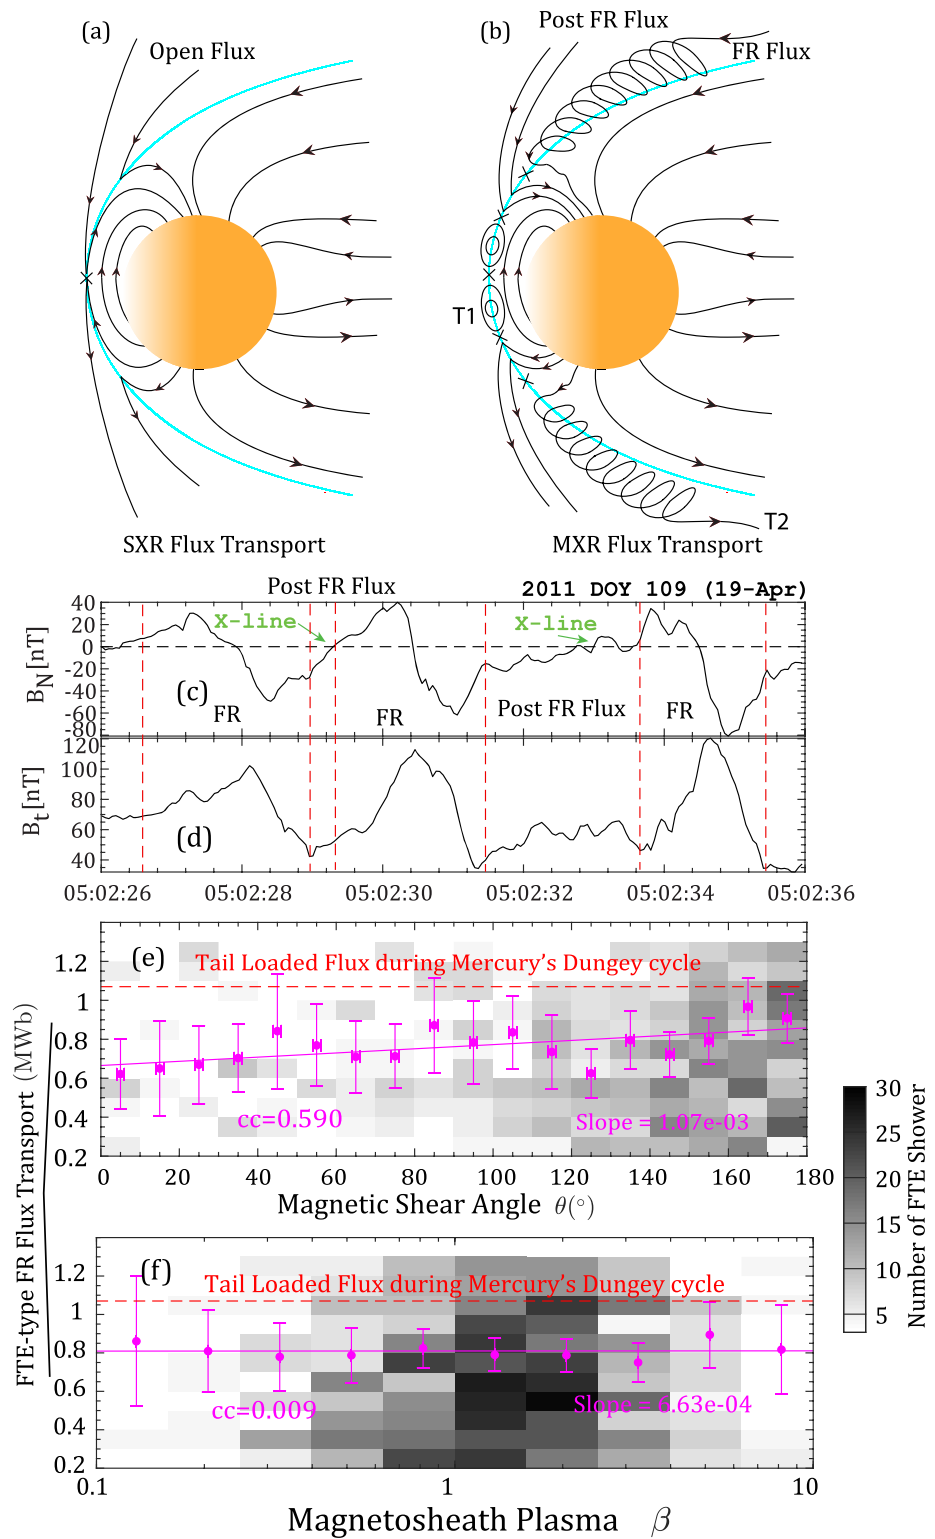 (a)
Open Flux
SXR Flux Transport
(b)
Post FR Flux
FR Flux
T1
T2
MXR Flux Transport
Post FR Flux
2011 DOY 109 (19-Apr)
40
20
0
-20
-40
-60
-80
B_N[nT]
X-line
X-line
(c)
FR
FR
Post FR Flux
FR
120
100
80
60
40
B_t[nT]
(d)
05:02:26
05:02:28
05:02:30
05:02:32
05:02:34
05:02:36
FTE-type FR Flux Transport (MWb)
(e)
Tail Loaded Flux during Mercury's Dungey cycle
1.2
1
0.8
0.6
0.4
0.2
cc=0.590
Slope = 1.07e-03
0
20
40
60
80
100
120
140
160
180
Magnetic Shear Angle θ(°)
(f)
Tail Loaded Flux during Mercury's Dungey cycle
1.2
1
0.8
0.6
0.4
0.2
cc=0.009
Slope = 6.63e-04
0.1
1
10
Magnetosheath Plasma β
30
25
20
15
10
5
Number of FTE Shower